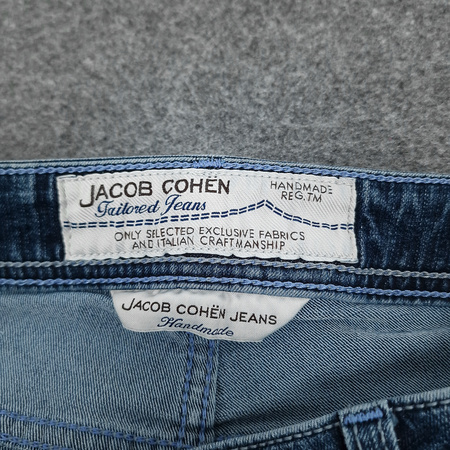 JACOB COHËN
Tailored Jeans
HANDMADE
REG.TM
ONLY SELECTED EXCLUSIVE FABRICS
AND ITALIAN CRAFTMANSHIP
JACOB COHËN JEANS
Handmade